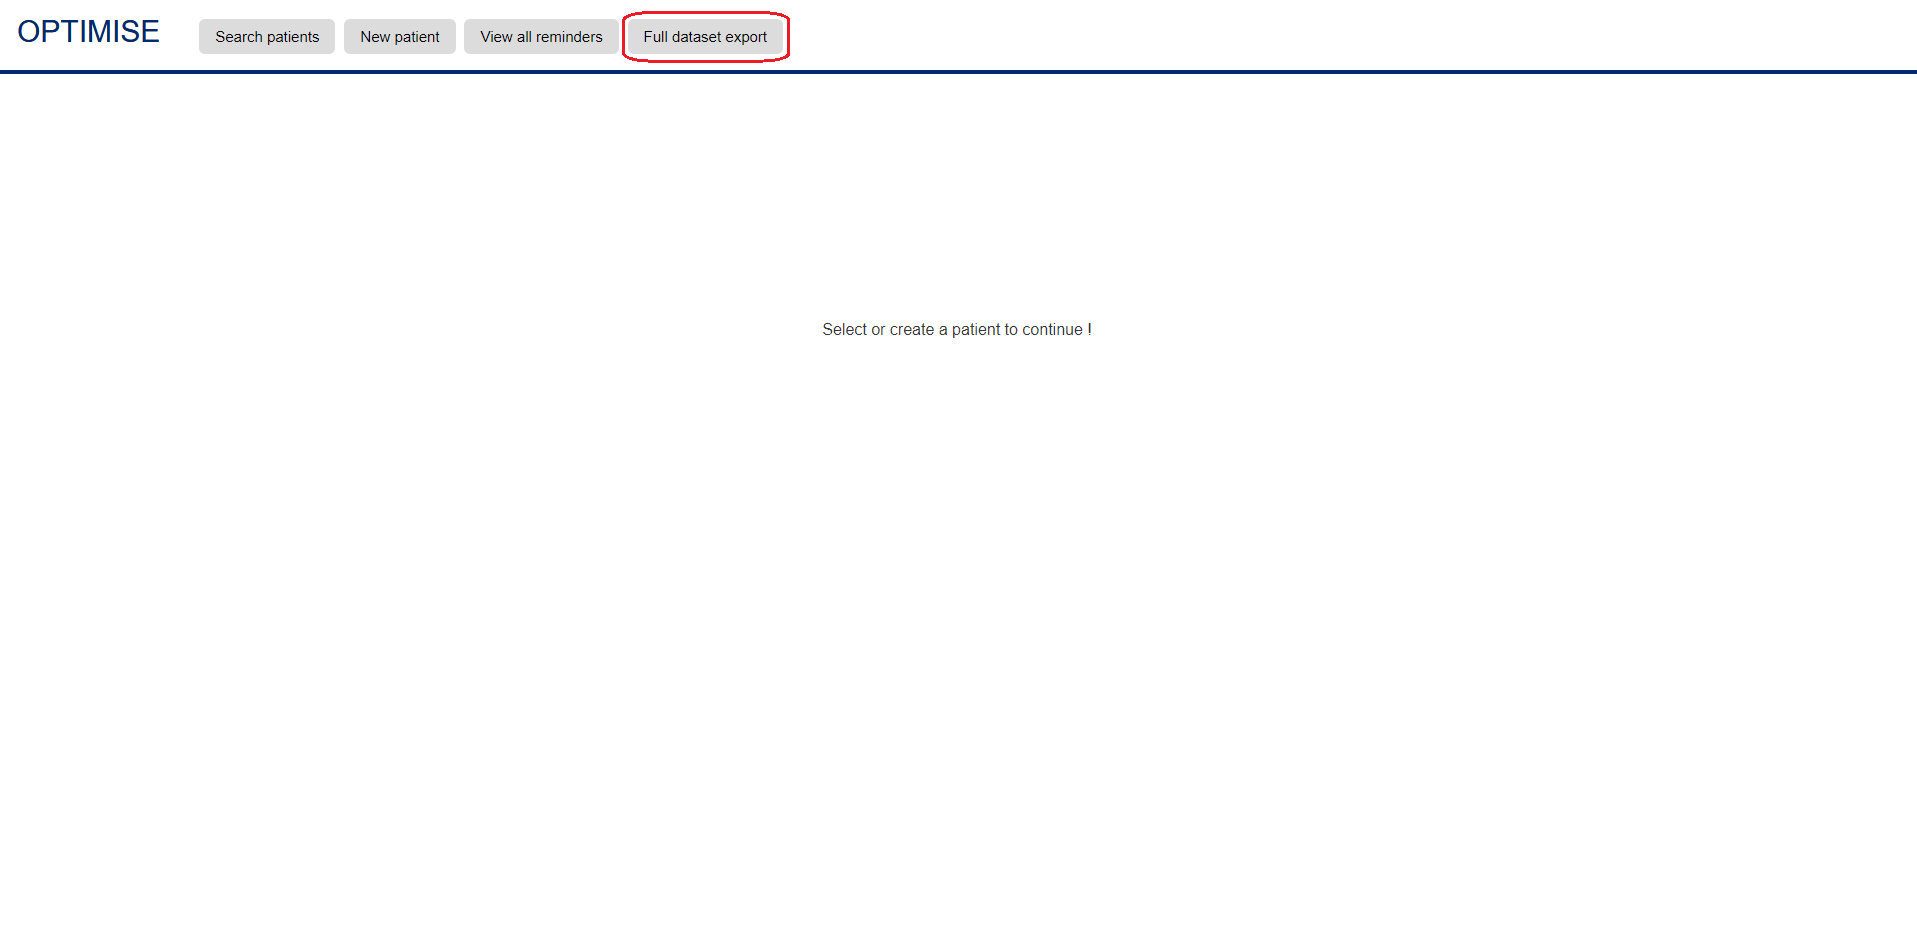 OPTIMISE
Search patients
New patient
View all reminders
Full dataset export
Select or create a patient to continue !